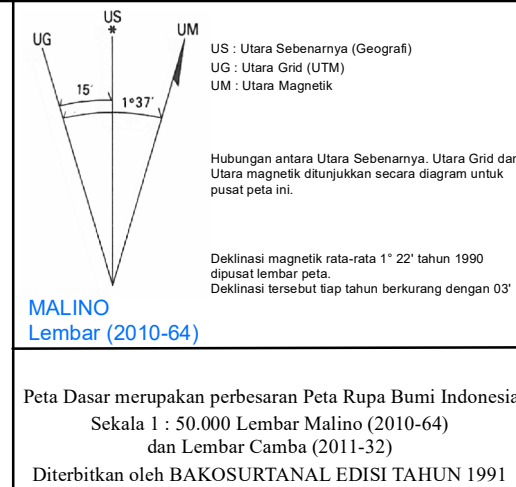 US
*
UG
UM
15'
1°37'
US : Utara Sebenarnya (Geografi)
UG : Utara Grid (UTM)
UM : Utara Magnetik
Hubungan antara Utara Sebenarnya. Utara Grid dan
Utara magnetik ditunjukkan secara diagram untuk
pusat peta ini.
Deklinasi magnetik rata-rata 1° 22' tahun 1990
dipusat lembar peta.
Deklinasi tersebut tiap tahun berkurang dengan 03'
MALINO
Lembar (2010-64)
Peta Dasar merupakan perbesaran Peta Rupa Bumi Indonesia
Sekala 1 : 50.000 Lembar Malino (2010-64)
dan Lembar Camba (2011-32)
Diterbitkan oleh BAKOSURTANAL EDISI TAHUN 1991